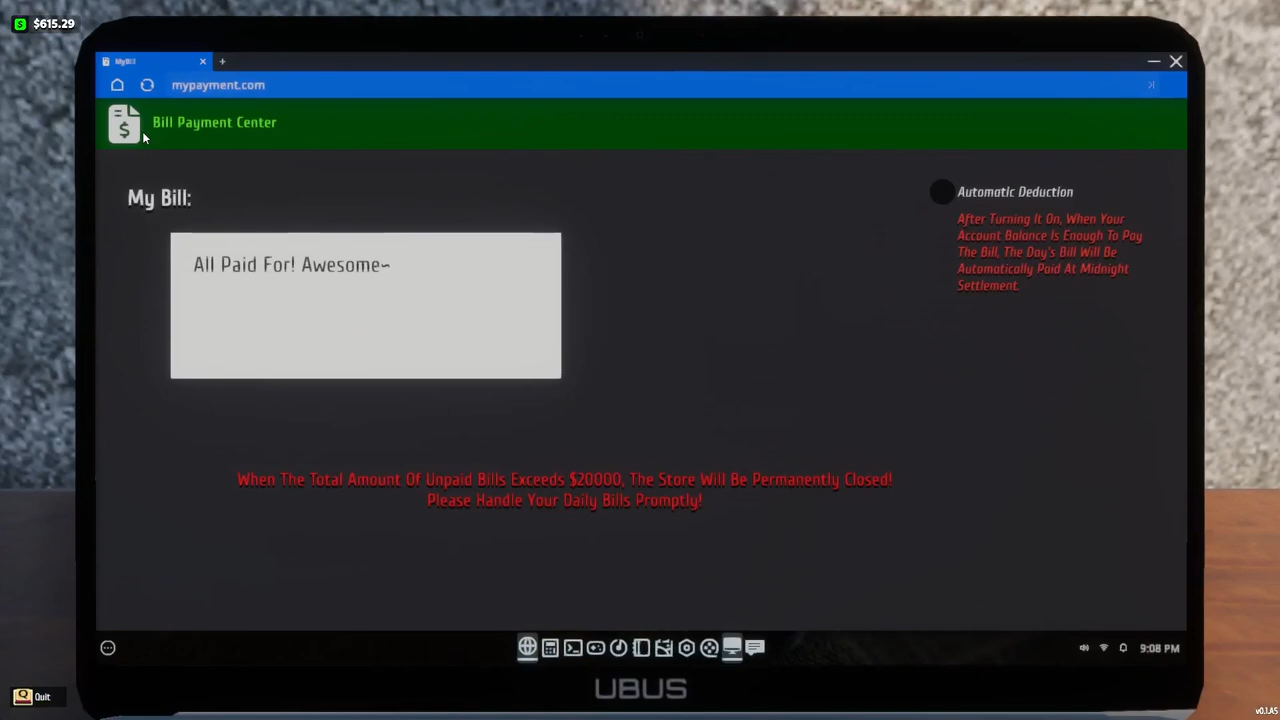 $615.29
MyBill
mypayment.com
Bill Payment Center
My Bill:
All Paid For! Awesome~
Automatic Deduction
After Turning It On, When Your
Account Balance Is Enough To Pay
The Bill, The Day's Bill Will Be
Automatically Paid At Midnight
Settlement.
When The Total Amount Of Unpaid Bills Exceeds $20000, The Store Will Be Permanently Closed!
Please Handle Your Daily Bills Promptly!
9:08 PM
UBUS
Quit
v0.1.A5